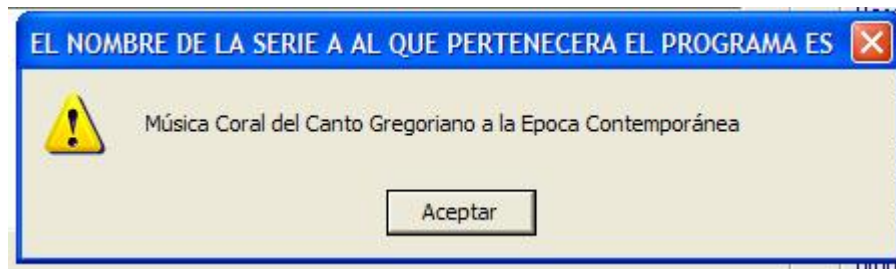 EL NOMBRE DE LA SERIE A AL QUE PERTENECERA EL PROGRAMA ES
Música Coral del Canto Gregoriano a la Epoca Contemporánea
Aceptar